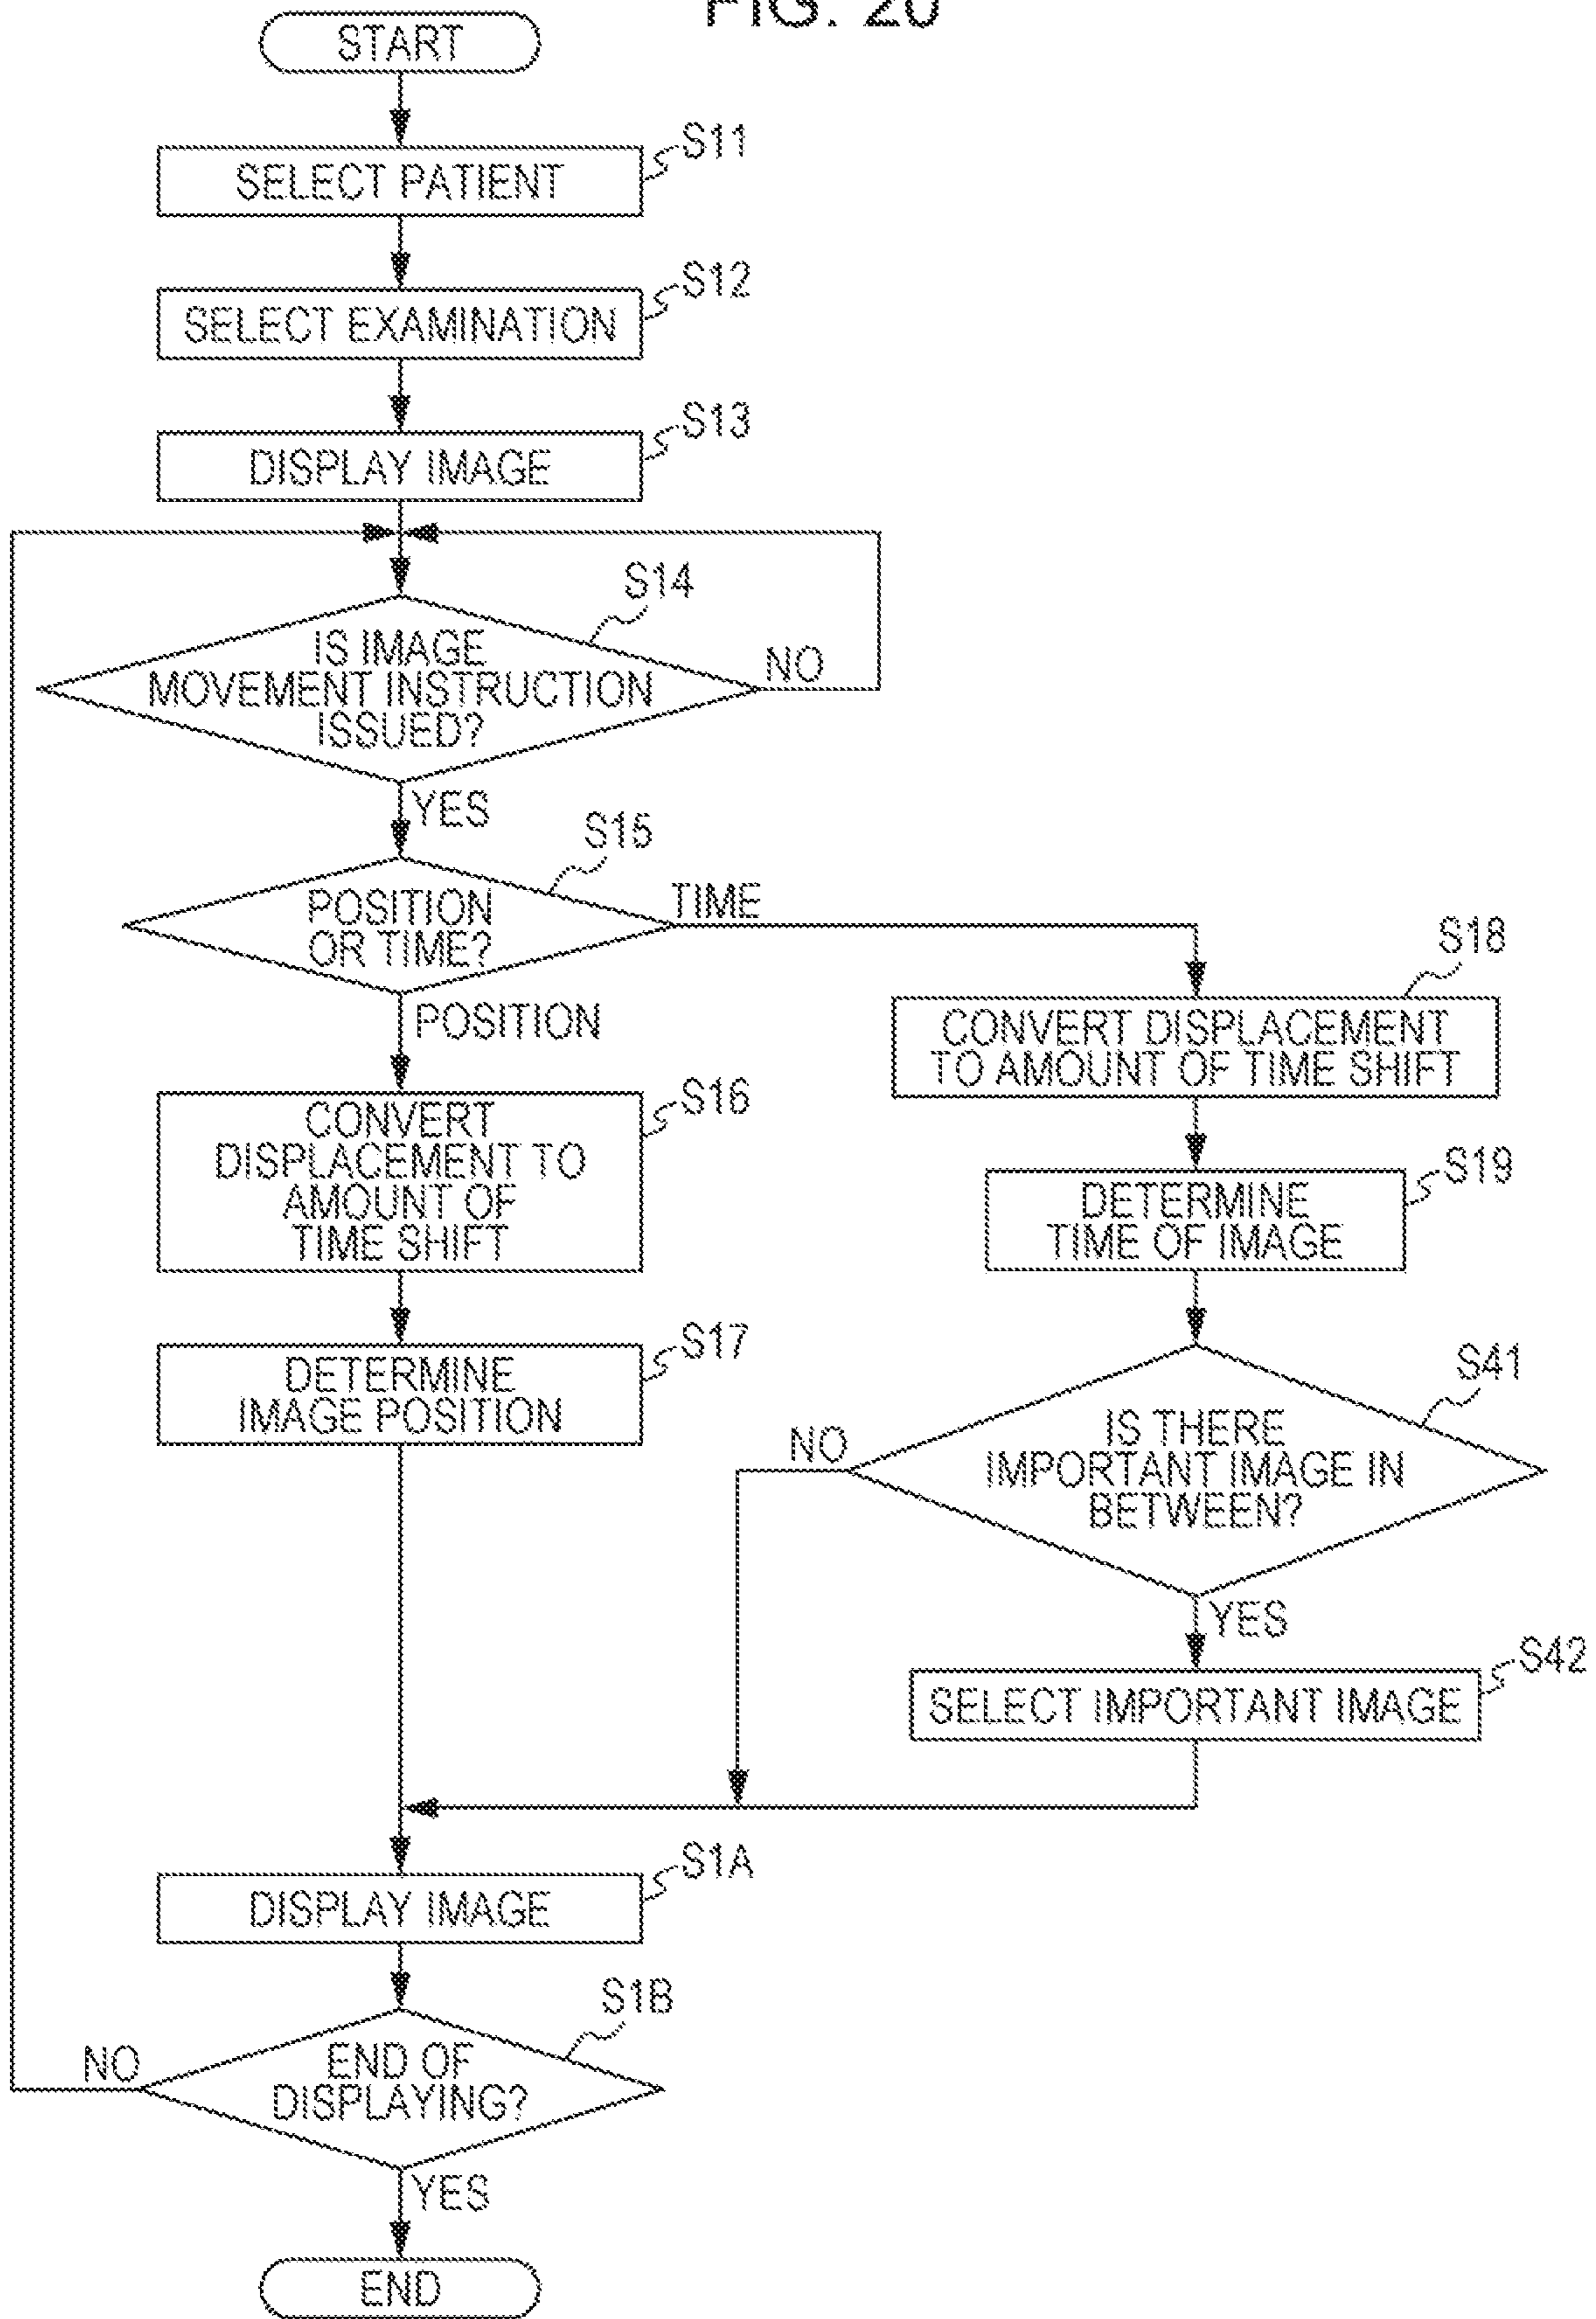 FIG. 20
START
S11
SELECT PATIENT
S12
SELECT EXAMINATION
S13
DISPLAY IMAGE
S14
IS IMAGE
MOVEMENT INSTRUCTION
ISSUED?
NO
YES
S15
POSITION
OR TIME?
TIME
POSITION
S16
CONVERT
DISPLACEMENT TO
AMOUNT OF
TIME SHIFT
S17
DETERMINE
IMAGE POSITION
S18
CONVERT DISPLACEMENT
TO AMOUNT OF TIME SHIFT
S19
DETERMINE
TIME OF IMAGE
S41
IS THERE
IMPORTANT IMAGE IN
BETWEEN?
NO
YES
S42
SELECT IMPORTANT IMAGE
S1A
DISPLAY IMAGE
S1B
END OF
DISPLAYING?
NO
YES
END